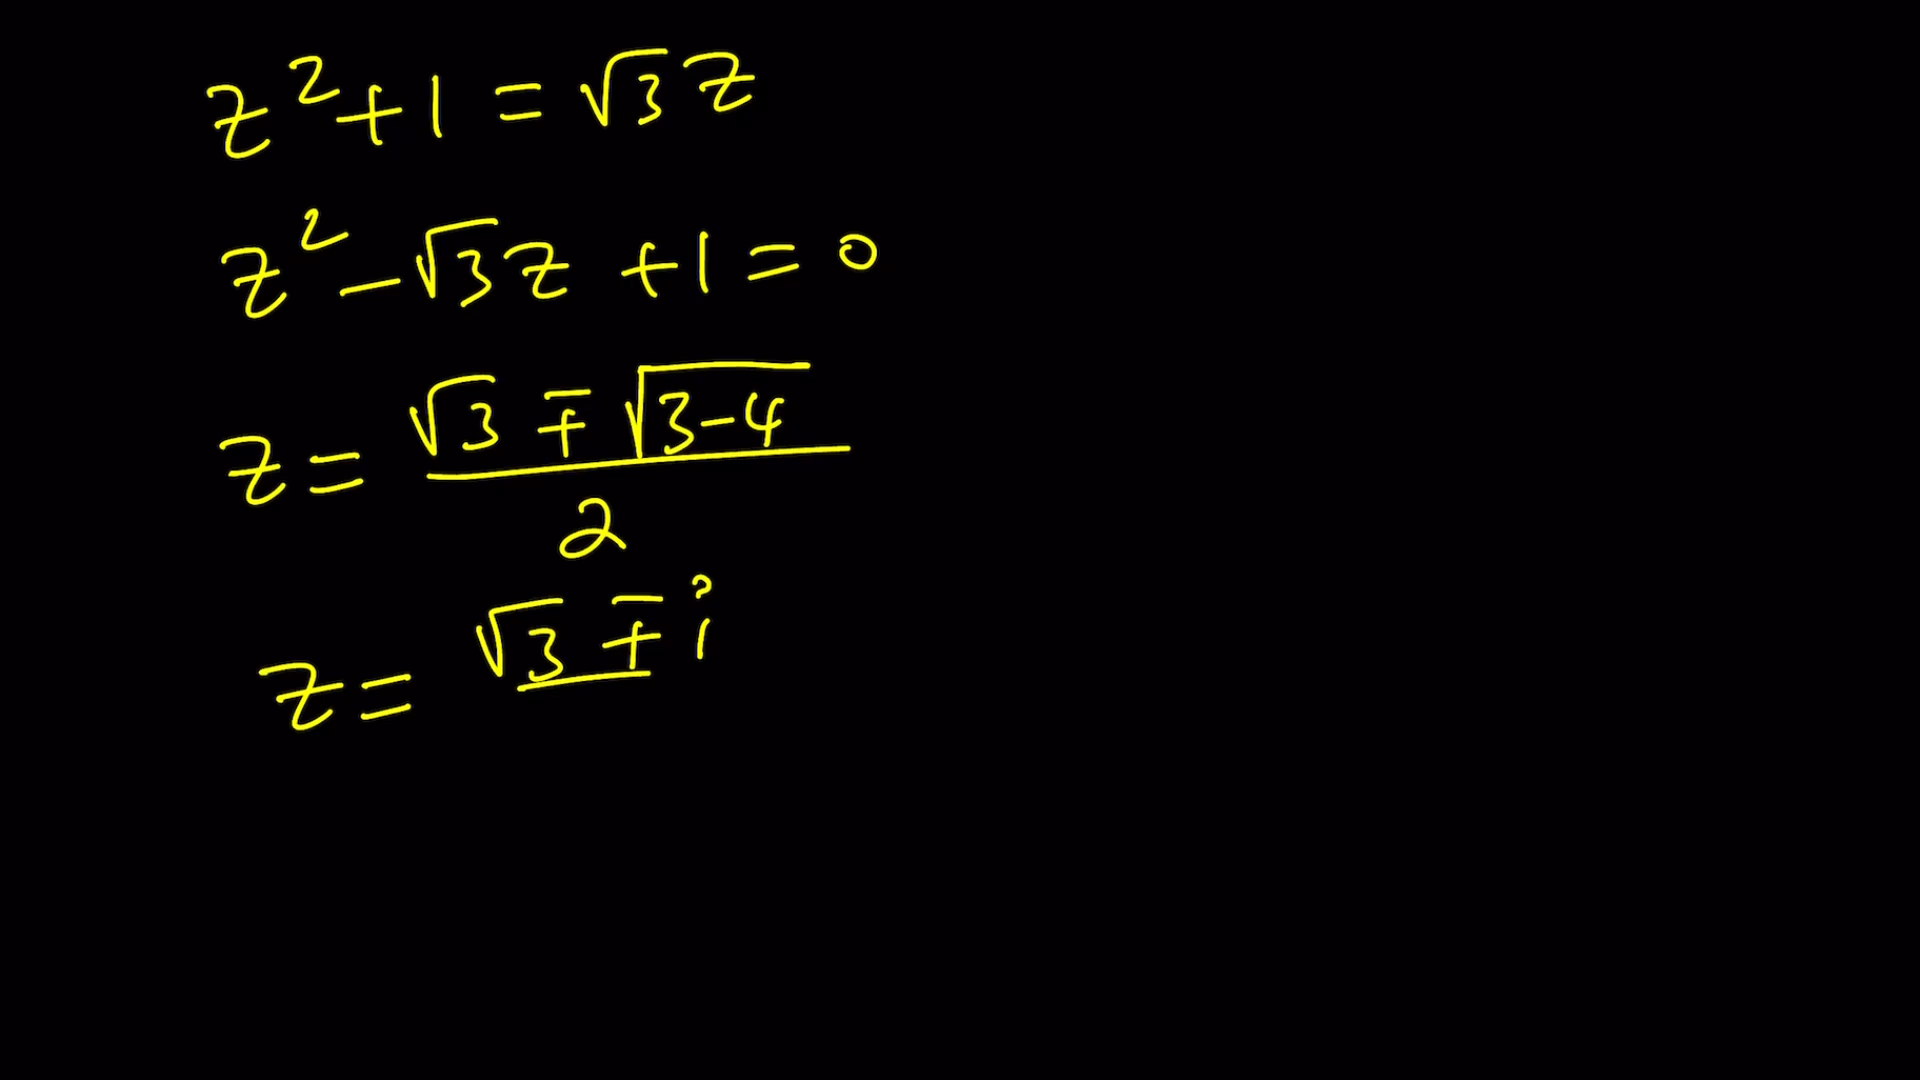 z² + 1 = √3 z
z² − √3 z + 1 = 0
z = (√3 ∓ √(3−4)) / 2
z = √3 ∓ i